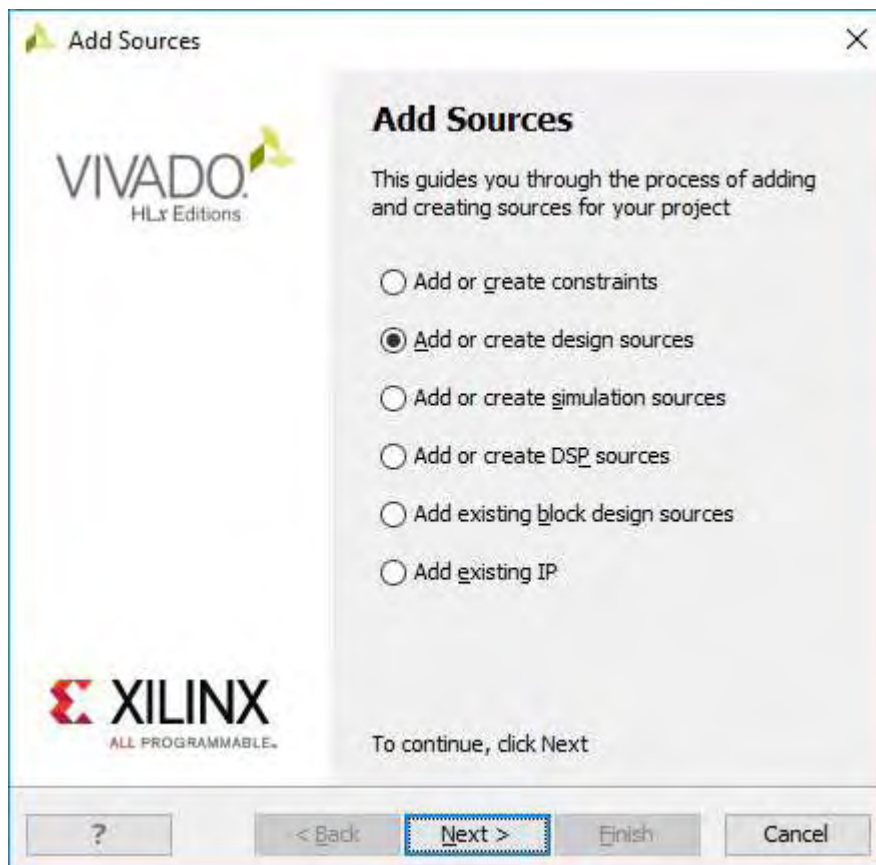 Add Sources
VIVADO.
HLx Editions
Add Sources
This guides you through the process of adding
and creating sources for your project
Add or create constraints
Add or create design sources
Add or create simulation sources
Add or create DSP sources
Add existing block design sources
Add existing IP
XILINX
ALL PROGRAMMABLE.
To continue, click Next
?
< Back
Next >
Finish
Cancel